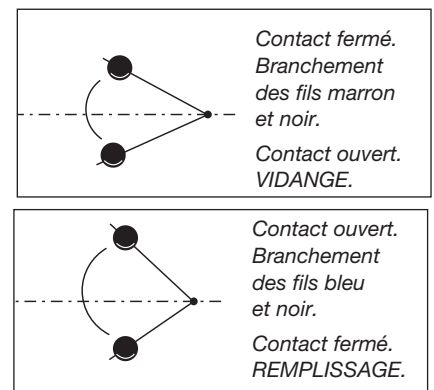 Contact fermé.
Branchement
des fils marron
et noir.
Contact ouvert.
VIDANGE.
Contact ouvert.
Branchement
des fils bleu
et noir.
Contact fermé.
REMPLISSAGE.